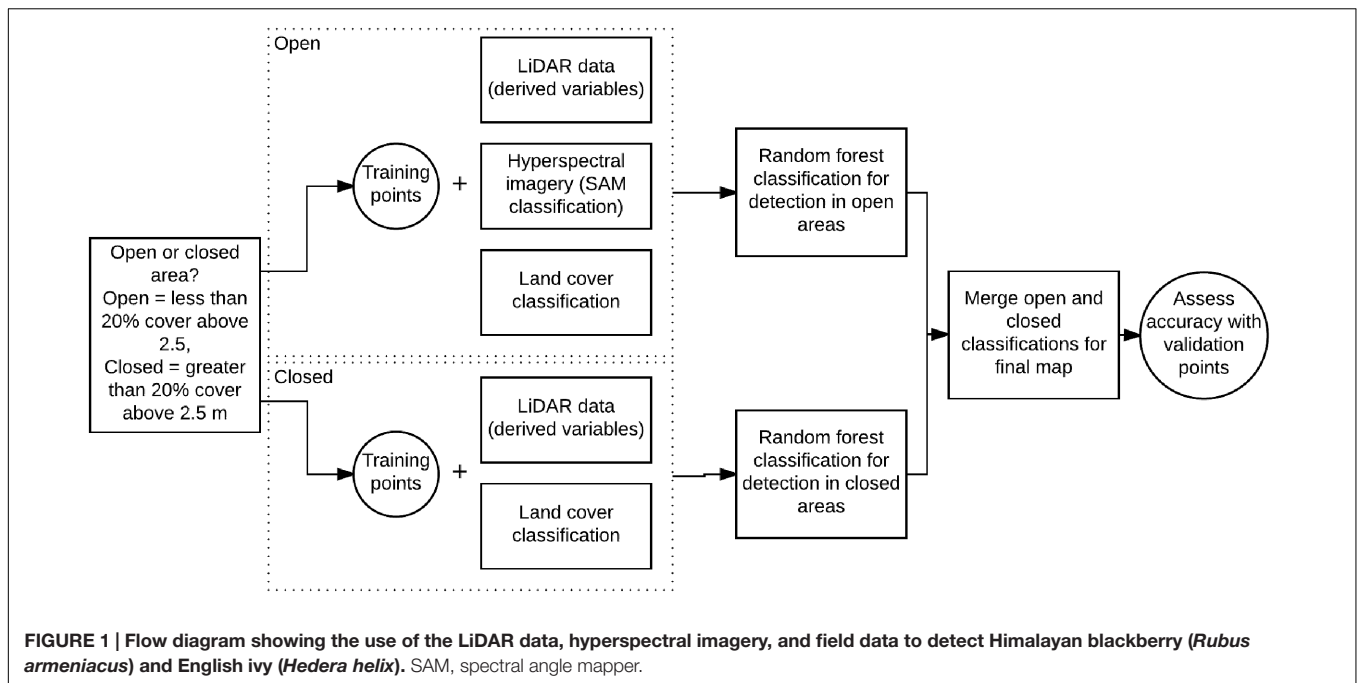 Open
LiDAR data
(derived variables)
Training
points
+
Hyperspectral
imagery (SAM
classification)
Land cover
classification
Random forest
classification for
detection in open
areas
Open or closed
area?
Open = less than
20% cover above
2.5,
Closed = greater
than 20% cover
above 2.5 m
Merge open and
closed
classifications for
final map
Assess
accuracy with
validation
points
Closed
LiDAR data
(derived variables)
Training
points
+
Land cover
classification
Random forest
classification for
detection in closed
areas
FIGURE 1 | Flow diagram showing the use of the LiDAR data, hyperspectral imagery, and field data to detect Himalayan blackberry (Rubus
armeniacus) and English ivy (Hedera helix). SAM, spectral angle mapper.